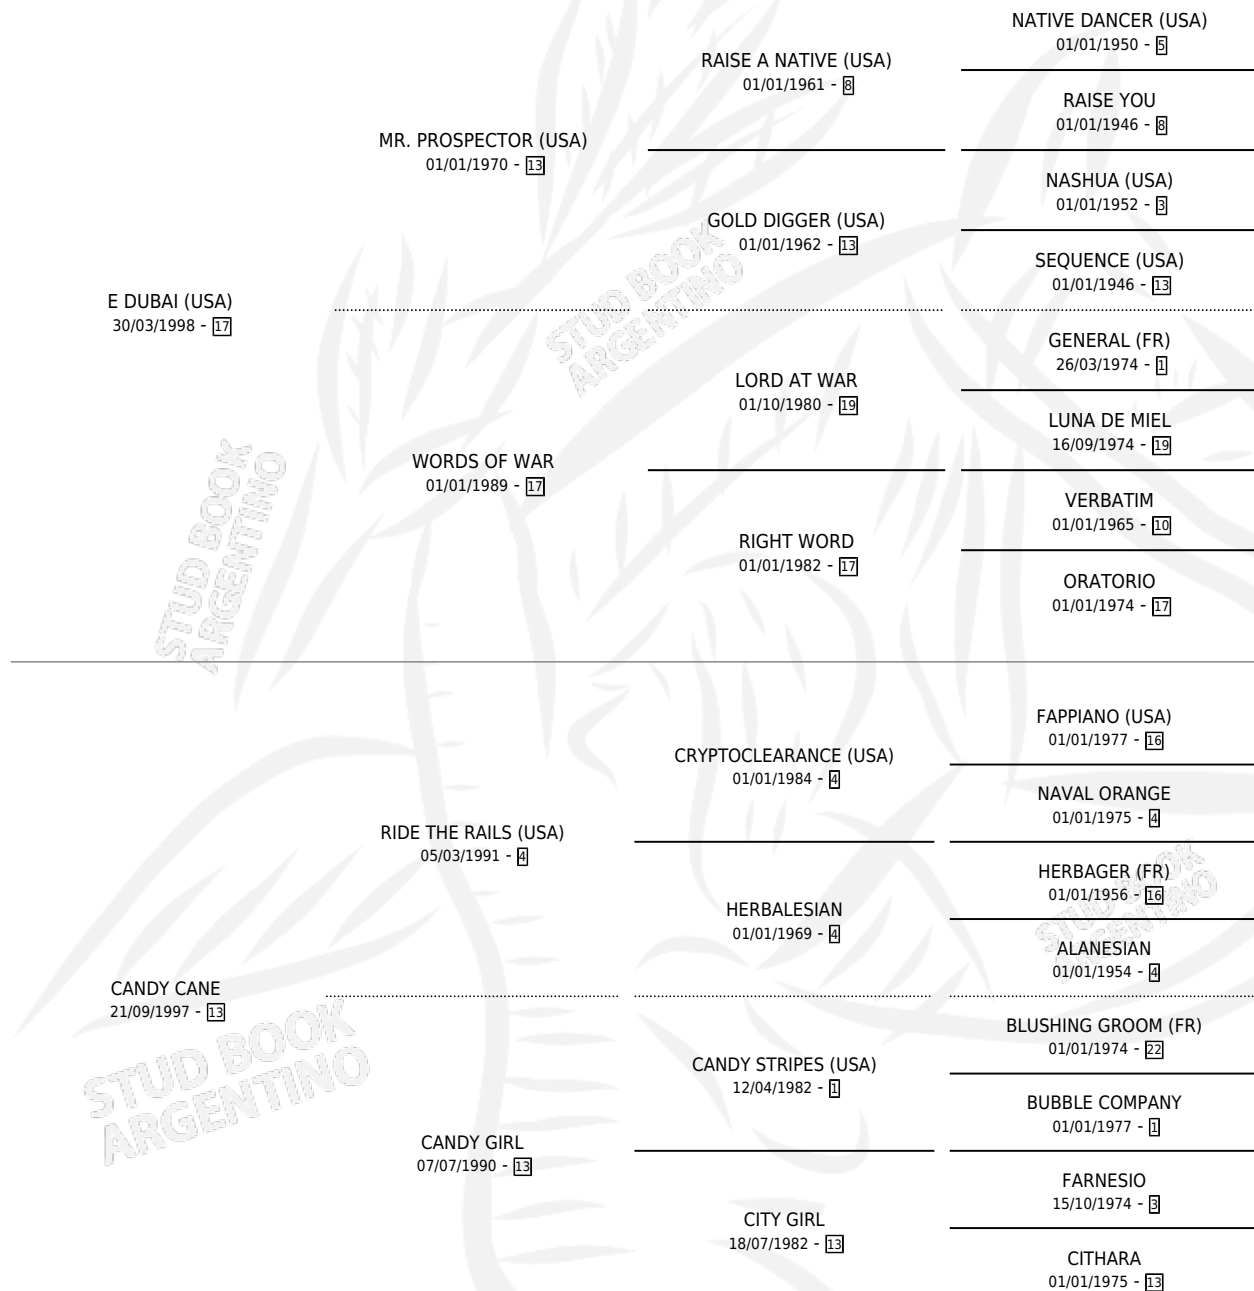 NATIVE DANCER (USA)
01/01/1950 - 5
RAISE A NATIVE (USA)
01/01/1961 - 8
RAISE YOU
01/01/1946 - 8
MR. PROSPECTOR (USA)
01/01/1970 - 13
NASHUA (USA)
01/01/1952 - 3
GOLD DIGGER (USA)
01/01/1962 - 13
SEQUENCE (USA)
01/01/1946 - 13
E DUBAI (USA)
30/03/1998 - 17
GENERAL (FR)
26/03/1974 - 1
LORD AT WAR
01/10/1980 - 19
LUNA DE MIEL
16/09/1974 - 19
WORDS OF WAR
01/01/1989 - 17
VERBATIM
01/01/1965 - 10
RIGHT WORD
01/01/1982 - 17
ORATORIO
01/01/1974 - 17
FAPPIANO (USA)
01/01/1977 - 16
CRYPTOCLEARANCE (USA)
01/01/1984 - 4
NAVAL ORANGE
01/01/1975 - 4
RIDE THE RAILS (USA)
05/03/1991 - 4
HERBAGER (FR)
01/01/1956 - 16
HERBALESIAN
01/01/1969 - 4
ALANESIAN
01/01/1954 - 4
CANDY CANE
21/09/1997 - 13
BLUSHING GROOM (FR)
01/01/1974 - 22
CANDY STRIPES (USA)
12/04/1982 - 1
BUBBLE COMPANY
01/01/1977 - 1
CANDY GIRL
07/07/1990 - 13
FARNESIO
15/10/1974 - 3
CITY GIRL
18/07/1982 - 13
CITHARA
01/01/1975 - 13
STUD BOOK
ARGENTINO
STUD BOOK
ARGENTINO
STUD BOOK
ARGENTINO
STUD BOOK
ARGENTINO